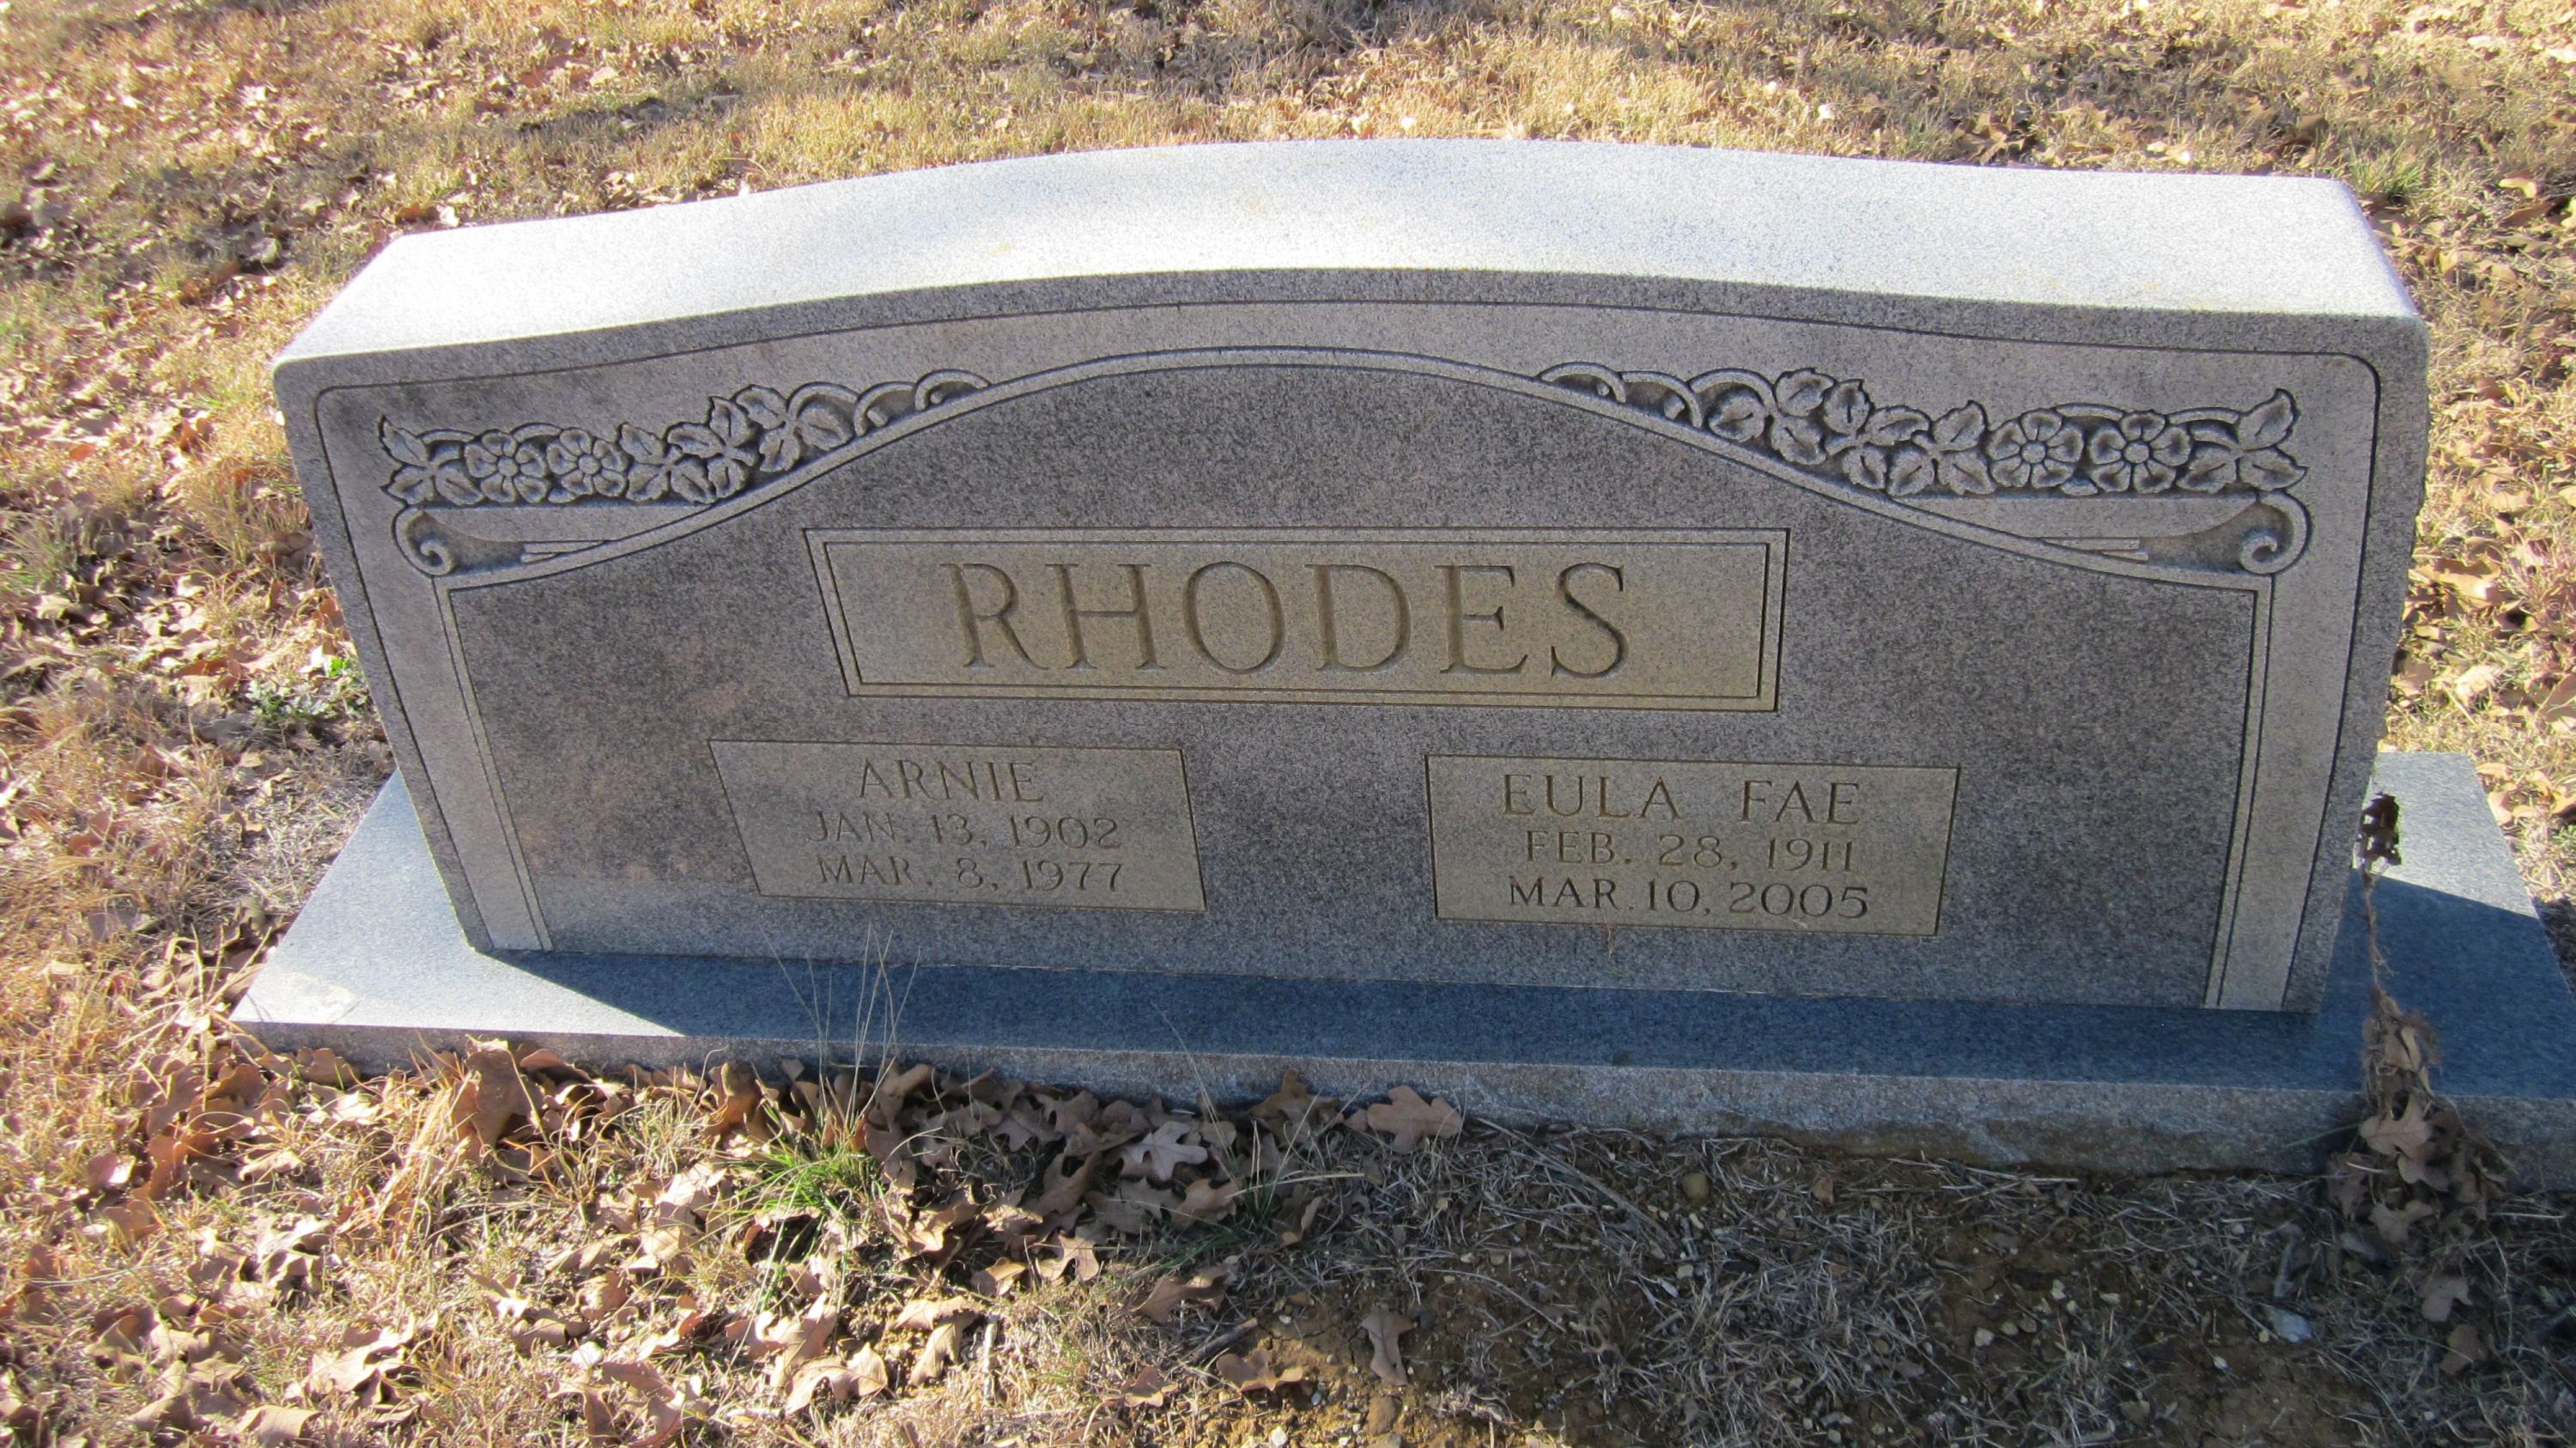 RHODES
ARNIE
JAN. 13, 1902
MAR. 8, 1977
EULA FAE
FEB. 28, 1911
MAR. 10, 2005